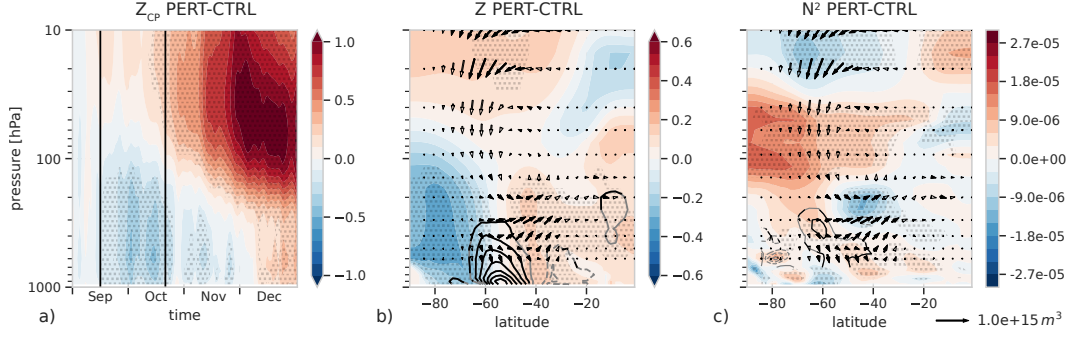 Z_CP PERT-CTRL
Z PERT-CTRL
N² PERT-CTRL
pressure [hPa]
10
100
1000
Sep Oct Nov Dec
time
a)
1.0
0.5
0.0
−0.5
−1.0
−80 −60 −40 −20
latitude
b)
0.6
0.4
0.2
0.0
−0.2
−0.4
−0.6
−80 −60 −40 −20
latitude
c)
2.7e-05
1.8e-05
9.0e-06
0.0e+00
-9.0e-06
-1.8e-05
-2.7e-05
1.0e+15 m³